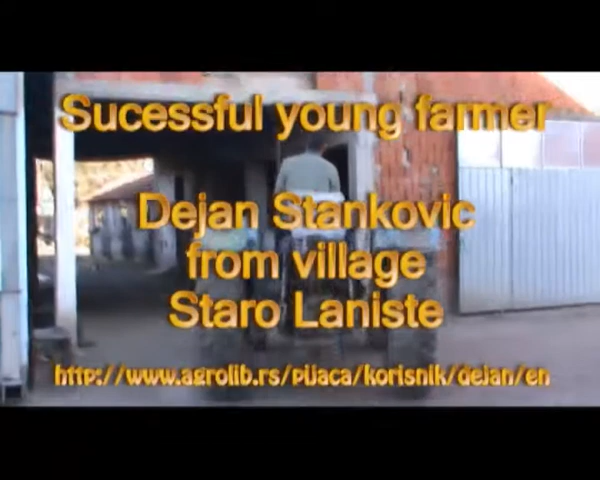 Sucessful young farmer
Dejan Stankovic
from village
Staro Laniste
http://www.agrolib.rs/pijaca/korisnik/dejan/en